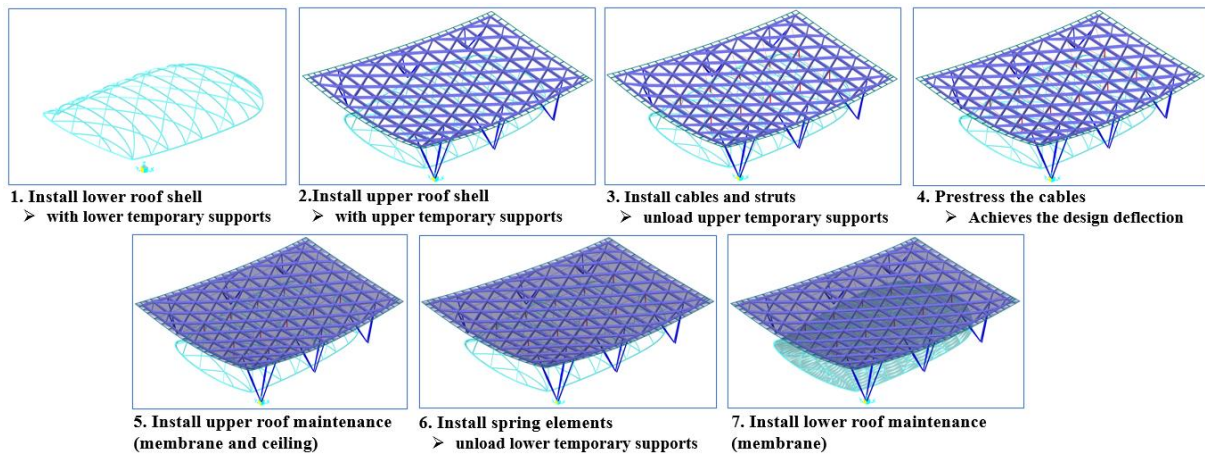 1. Install lower roof shell
➢ with lower temporary supports
2.Install upper roof shell
➢ with upper temporary supports
3. Install cables and struts
➢ unload upper temporary supports
4. Prestress the cables
➢ Achieves the design deflection
5. Install upper roof maintenance
(membrane and ceiling)
6. Install spring elements
➢ unload lower temporary supports
7. Install lower roof maintenance
(membrane)